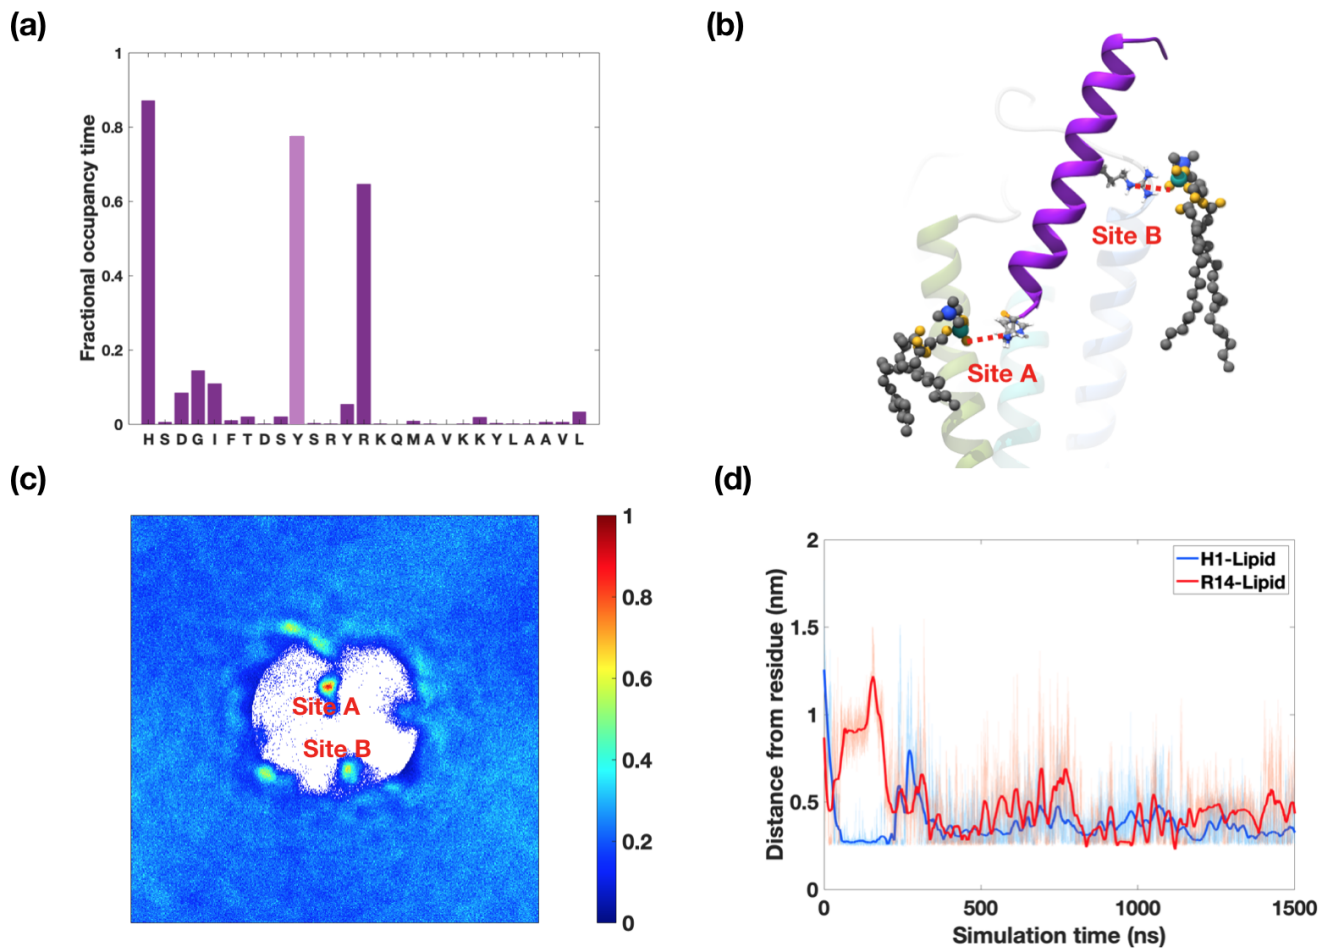 (a)
1
0.8
0.6
0.4
0.2
0
Fractional occupancy time
H S D G I F T D S Y S R Y R K Q M A V K K Y L A A V L
(b)
Site B
Site A
(c)
Site A
Site B
1
0.8
0.6
0.4
0.2
0
(d)
2
1.5
1
0.5
0
Distance from residue (nm)
H1-Lipid
R14-Lipid
0 500 1000 1500
Simulation time (ns)